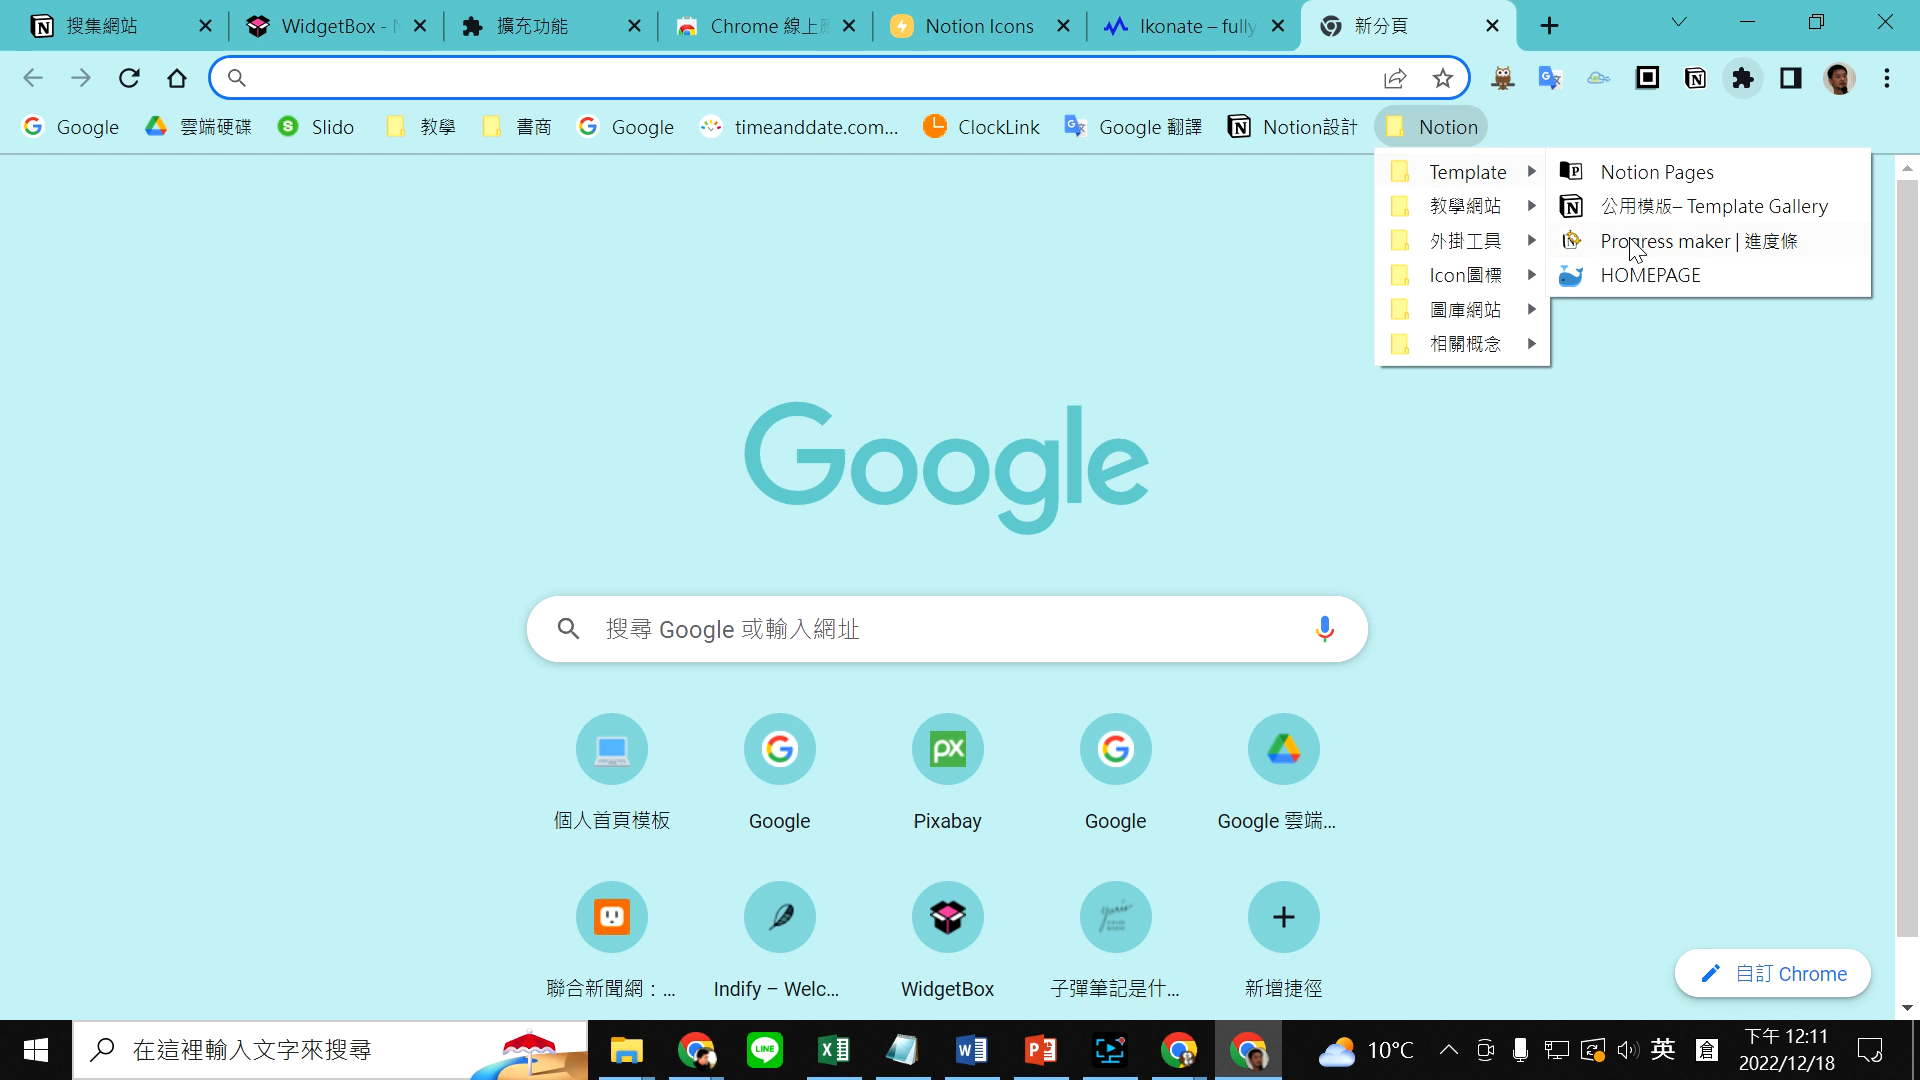 搜集網站
WidgetBox - N
擴充功能
Chrome 線上應
Notion Icons
Ikonate – fully
新分頁
Google
雲端硬碟
Slido
教學
書商
Google
timeanddate.com...
ClockLink
Google 翻譯
Notion設計
Notion
Template
教學網站
外掛工具
Icon圖標
圖庫網站
相關概念
Notion Pages
公用模版– Template Gallery
Progress maker | 進度條
HOMEPAGE
Google
搜尋 Google 或輸入網址
個人首頁模板
Google
Pixabay
Google
Google 雲端...
聯合新聞網：...
Indify – Welc...
WidgetBox
子彈筆記是什...
新增捷徑
自訂 Chrome
在這裡輸入文字來搜尋
10°C
英
倉
下午 12:11
2022/12/18